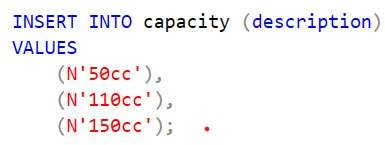 INSERT INTO capacity (description)
VALUES
(N'50cc'),
(N'110cc'),
(N'150cc');